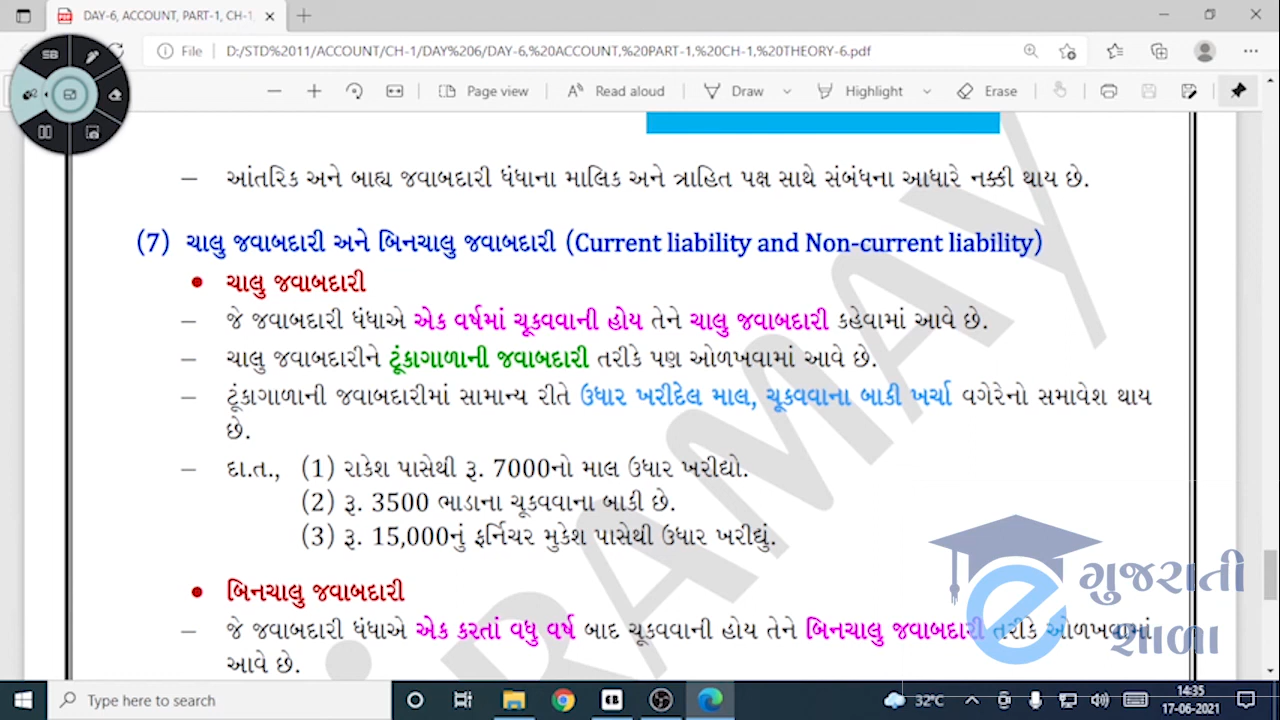 DAY-6, ACCOUNT, PART-1, CH-1
File
D:/STD%2011/ACCOUNT/CH-1/DAY%206/DAY-6,%20ACCOUNT,%20PART-1,%20CH-1,%20THEORY-6.pdf
Page view
Read aloud
Draw
Highlight
Erase
– આંતરિક અને બાહ્ય જવાબદારી ધંધાના માલિક અને ત્રાહિત પક્ષ સાથે સંબંધના આધારે નક્કી થાય છે.
(7) ચાલુ જવાબદારી અને બિનચાલુ જવાબદારી (Current liability and Non-current liability)
• ચાલુ જવાબદારી
– જે જવાબદારી ધંધાએ એક વર્ષમાં ચૂકવવાની હોય તેને ચાલુ જવાબદારી કહેવામાં આવે છે.
– ચાલુ જવાબદારીને ટૂંકાગાળાની જવાબદારી તરીકે પણ ઓળખવામાં આવે છે.
– ટૂંકાગાળાની જવાબદારીમાં સામાન્ય રીતે ઉધાર ખરીદેલ માલ, ચૂકવવાના બાકી ખર્ચા વગેરેનો સમાવેશ થાય
છે.
– દા.ત., (1) રાકેશ પાસેથી રૂ. 7000નો માલ ઉધાર ખરીદ્યો.
(2) રૂ. 3500 ભાડાના ચૂકવવાના બાકી છે.
(3) રૂ. 15,000નું ફર્નિચર મુકેશ પાસેથી ઉધાર ખરીદ્યું.
• બિનચાલુ જવાબદારી
– જે જવાબદારી ધંધાએ એક કરતાં વધુ વર્ષ બાદ ચૂકવવાની હોય તેને બિનચાલુ જવાબદારી તરીકે ઓળખવામાં
આવે છે.
ગુજરાતી
e શાળા
Type here to search
32°C
14:35
17-06-2021